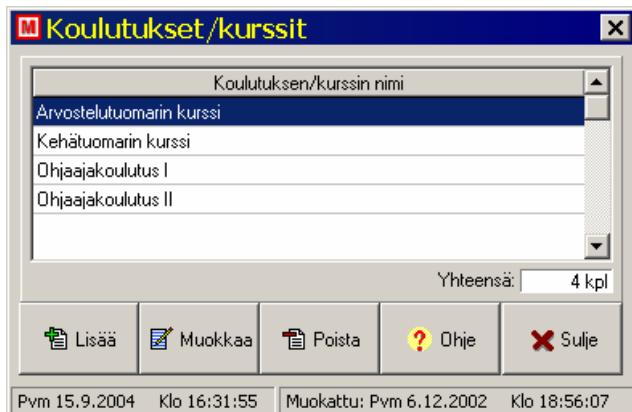 M Koulutukset/kurssit
Koulutuksen/kurssin nimi
Arvostelutuomarin kurssi
Kehätuomarin kurssi
Ohjaajakoulutus I
Ohjaajakoulutus II
Yhteensä: 4 kpl
Lisää Muokkaa Poista ? Ohje Sulje
Pvm 15.9.2004 Klo 16:31:55 Muokattu: Pvm 6.12.2002 Klo 18:56:07